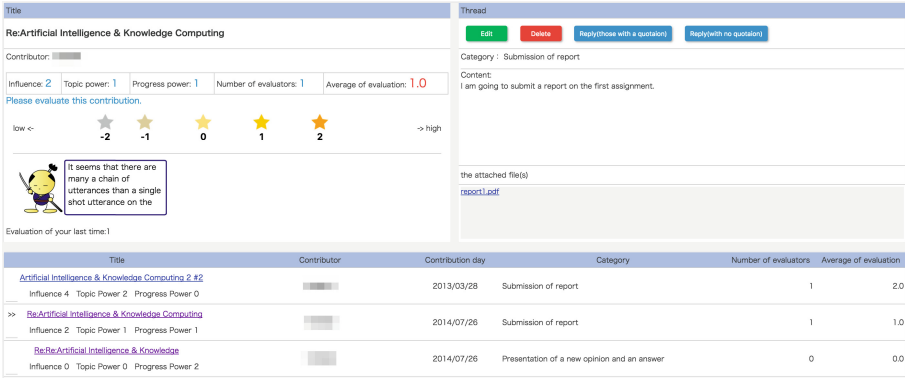 Title
Re:Artificial Intelligence & Knowledge Computing
Contributor:
Influence: 2 Topic power: 1 Progress power: 1 Number of evaluators: 1 Average of evaluation: 1.0
Please evaluate this contribution.
low <- -> high
-2 -1 0 1 2
It seems that there are
many a chain of
utterances than a single
shot utterance on the
Evaluation of your last time:1
Thread
Edit Delete Reply(those with a quotaion) Reply(with no quotaion)
Category : Submission of report
Content:
I am going to submit a report on the first assignment.
the attached file(s)
report1.pdf
Title Contributor Contribution day Category Number of evaluators Average of evaluation
Artificial Intelligence & Knowledge Computing 2 #2
Influence 4 Topic Power 2 Progress Power 0
2013/03/28 Submission of report 1 2.0
>> Re:Artificial Intelligence & Knowledge Computing
Influence 2 Topic Power 1 Progress Power 1
2014/07/26 Submission of report 1 1.0
Re:Re:Artificial Intelligence & Knowledge
Influence 0 Topic Power 0 Progress Power 2
2014/07/26 Presentation of a new opinion and an answer 0 0.0